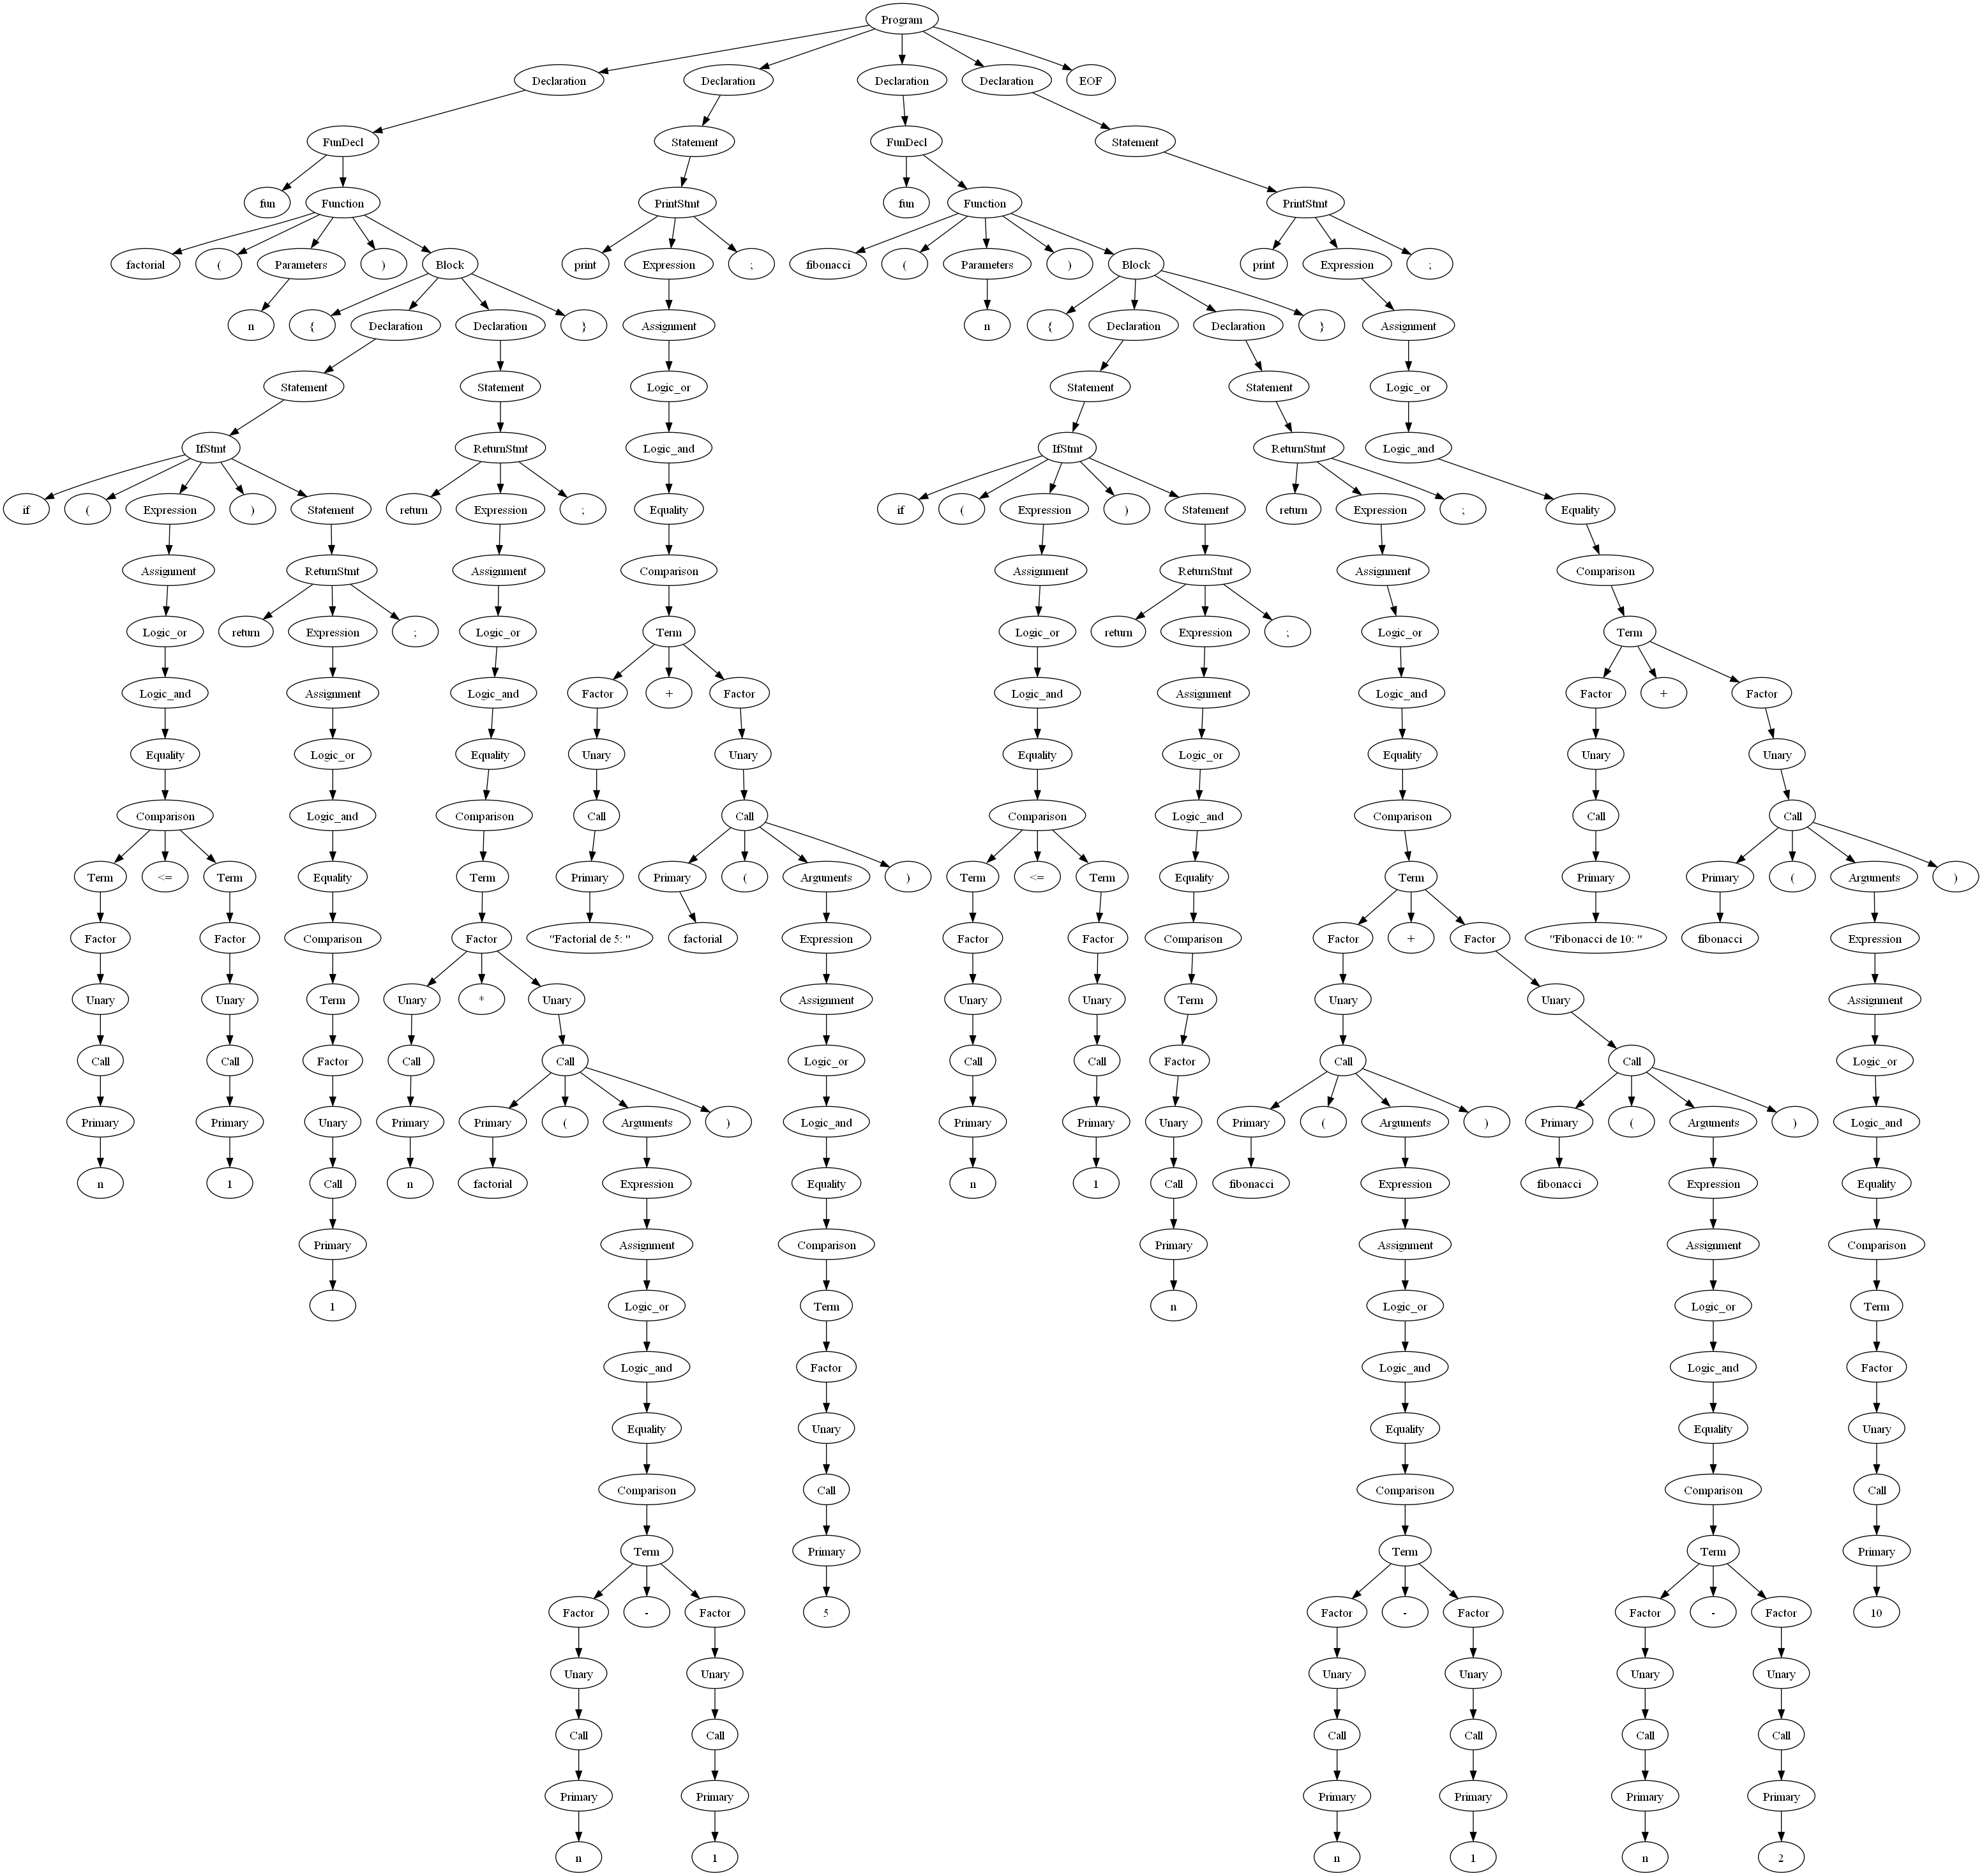 Program
Declaration Declaration Declaration Declaration EOF
FunDecl Statement FunDecl Statement
fun Function PrintStmt fun Function PrintStmt
factorial ( Parameters ) Block print Expression ; fibonacci ( Parameters ) Block print Expression ;
n { Declaration Declaration } Assignment n { Declaration Declaration } Assignment
Statement Statement Logic_or Statement Statement Logic_or
IfStmt ReturnStmt Logic_and IfStmt ReturnStmt Logic_and
if ( Expression ) Statement return Expression ; Equality if ( Expression ) Statement return Expression ; Equality
Assignment ReturnStmt Assignment Comparison Assignment ReturnStmt Assignment Comparison
Logic_or return Expression ; Logic_or Term Logic_or return Expression ; Logic_or Term
Logic_and Assignment Logic_and Factor + Factor Logic_and Assignment Logic_and Factor + Factor
Equality Logic_or Equality Unary Unary Equality Logic_or Equality Unary Unary
Comparison Logic_and Comparison Call Call Comparison Logic_and Comparison Call Call
Term <= Term Equality Term Primary Primary ( Arguments ) Term <= Term Equality Term Primary Primary ( Arguments )
Factor Factor Comparison Factor "Factorial de 5: " factorial Expression Factor Factor Comparison Factor + Factor "Fibonacci de 10: " fibonacci Expression
Unary Unary Term Unary * Unary Assignment Unary Unary Term Unary Unary Assignment
Call Call Factor Call Call Logic_or Call Call Factor Call Call Logic_or
Primary Primary Unary Primary Primary ( Arguments ) Logic_and Primary Primary Unary Primary ( Arguments ) Primary ( Arguments ) Logic_and
n 1 Call n factorial Expression Equality n 1 Call fibonacci Expression fibonacci Expression Equality
Primary Assignment Comparison Primary Assignment Assignment Comparison
1 Logic_or Term n Logic_or Logic_or Term
Logic_and Factor Logic_and Logic_and Factor
Equality Unary Equality Equality Unary
Comparison Call Comparison Comparison Call
Term Primary Term Term Primary
Factor - Factor 5 Factor - Factor Factor - Factor 10
Unary Unary Unary Unary Unary Unary
Call Call Call Call Call Call
Primary Primary Primary Primary Primary Primary
n 1 n 1 n 2